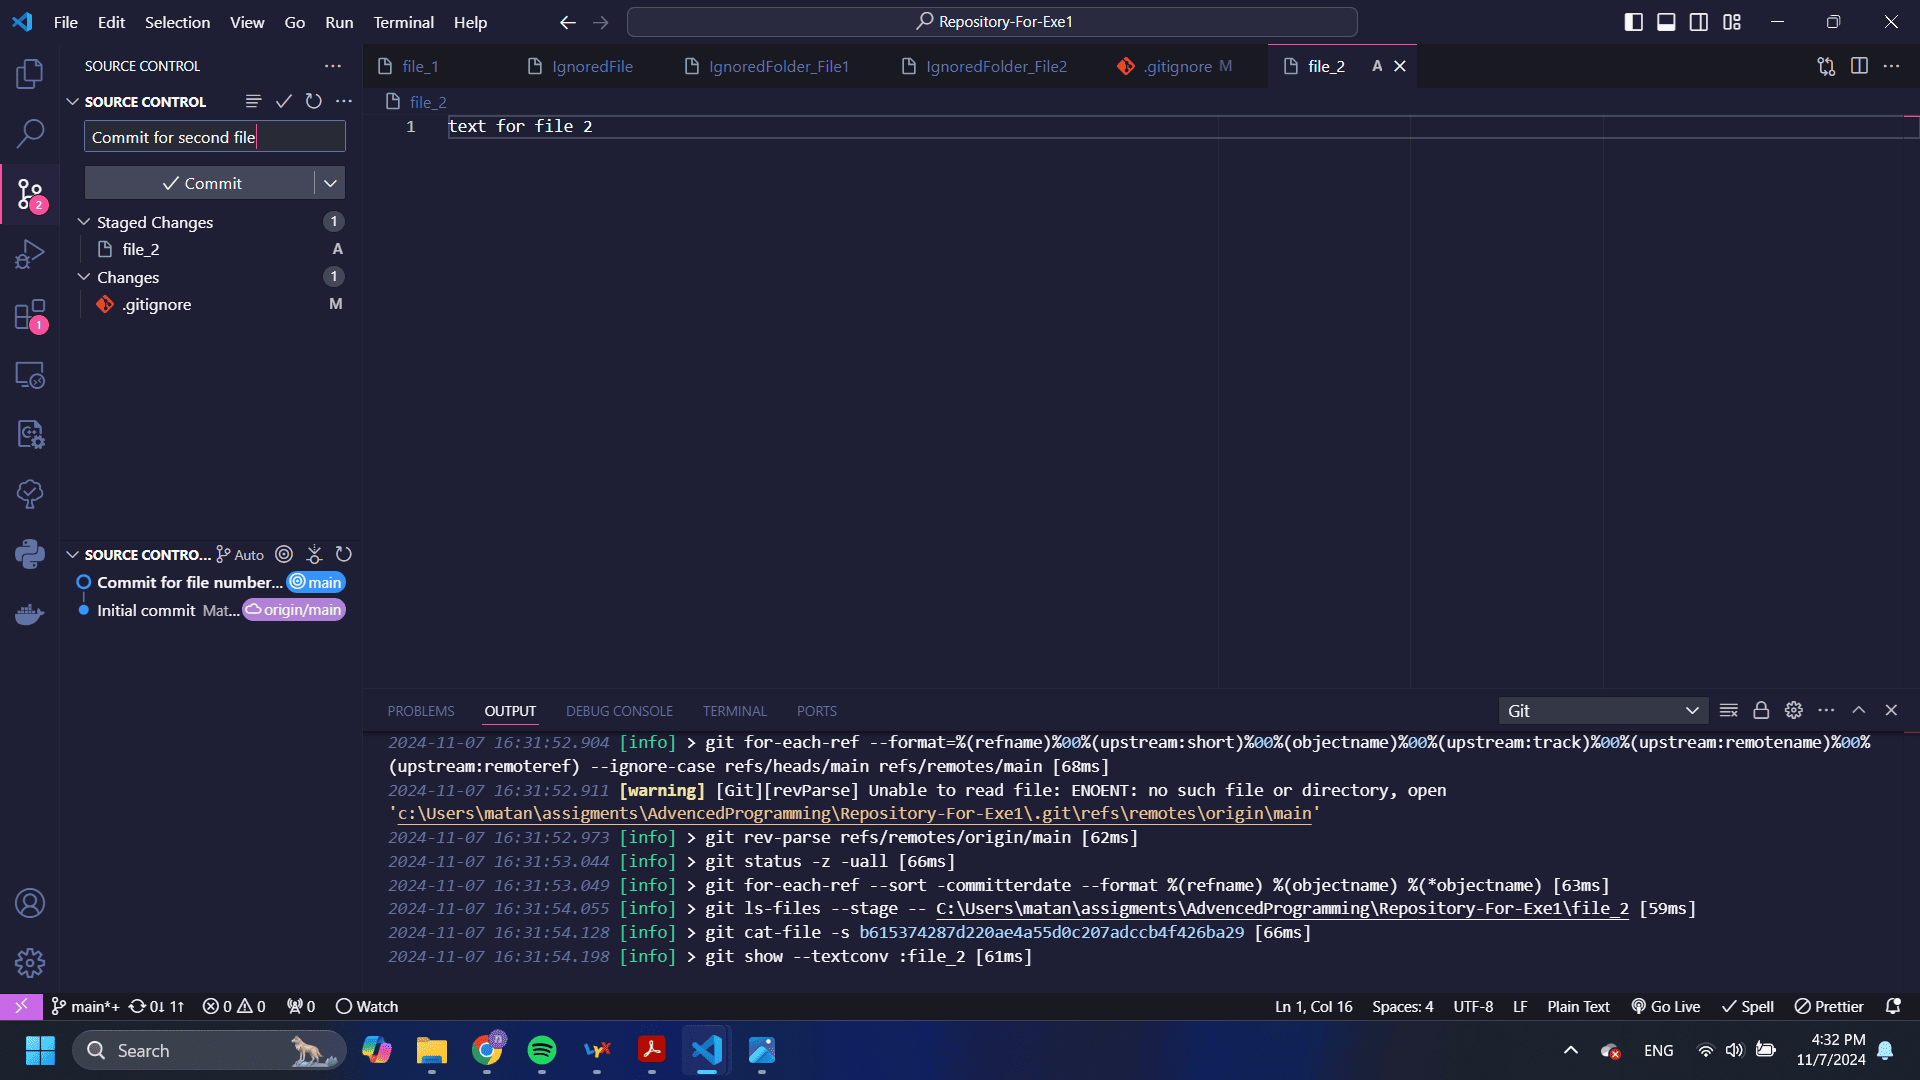 File Edit Selection View Go Run Terminal Help
Repository-For-Exe1
SOURCE CONTROL
SOURCE CONTROL
Commit for second file
Commit
Staged Changes 1
file_2 A
Changes 1
.gitignore M
2
1
SOURCE CONTRO... Auto
Commit for file number... main
Initial commit Mat... origin/main
file_1 IgnoredFile IgnoredFolder_File1 IgnoredFolder_File2 .gitignore M file_2 A
file_2
1 text for file 2
PROBLEMS OUTPUT DEBUG CONSOLE TERMINAL PORTS Git
2024-11-07 16:31:52.904 [info] > git for-each-ref --format=%(refname)%00%(upstream:short)%00%(objectname)%00%(upstream:track)%00%(upstream:remotename)%00%
(upstream:remoteref) --ignore-case refs/heads/main refs/remotes/main [68ms]
2024-11-07 16:31:52.911 [warning] [Git][revParse] Unable to read file: ENOENT: no such file or directory, open
'c:\Users\matan\assigments\AdvencedProgramming\Repository-For-Exe1\.git\refs\remotes\origin\main'
2024-11-07 16:31:52.973 [info] > git rev-parse refs/remotes/origin/main [62ms]
2024-11-07 16:31:53.044 [info] > git status -z -uall [66ms]
2024-11-07 16:31:53.049 [info] > git for-each-ref --sort -committerdate --format %(refname) %(objectname) %(*objectname) [63ms]
2024-11-07 16:31:54.055 [info] > git ls-files --stage -- C:\Users\matan\assigments\AdvencedProgramming\Repository-For-Exe1\file_2 [59ms]
2024-11-07 16:31:54.128 [info] > git cat-file -s b615374287d220ae4a55d0c207adccb4f426ba29 [66ms]
2024-11-07 16:31:54.198 [info] > git show --textconv :file_2 [61ms]
main*+ 0↓ 1↑ 0 0 0 Watch Ln 1, Col 16 Spaces: 4 UTF-8 LF Plain Text Go Live Spell Prettier
Search ENG 4:32 PM
11/7/2024